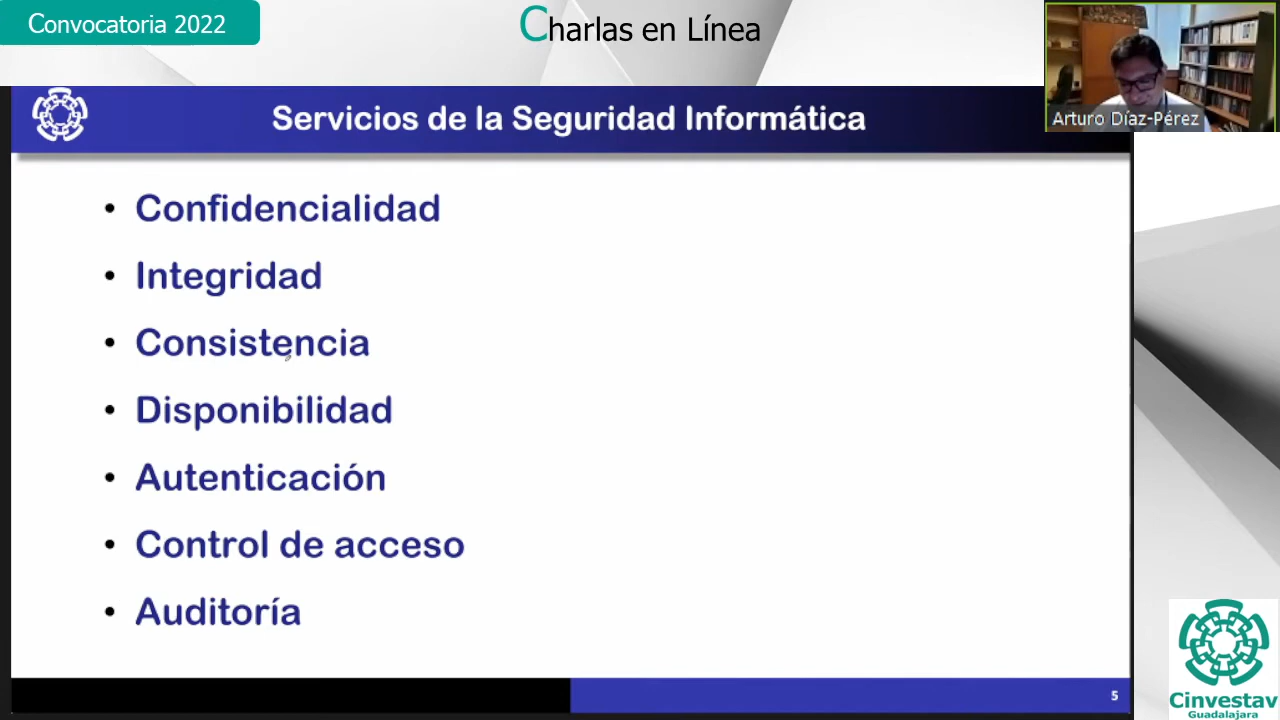 Convocatoria 2022
Charlas en Línea
Arturo Díaz-Pérez
Servicios de la Seguridad Informática
• Confidencialidad
• Integridad
• Consistencia
• Disponibilidad
• Autenticación
• Control de acceso
• Auditoría
5
Cinvestav
Guadalajara